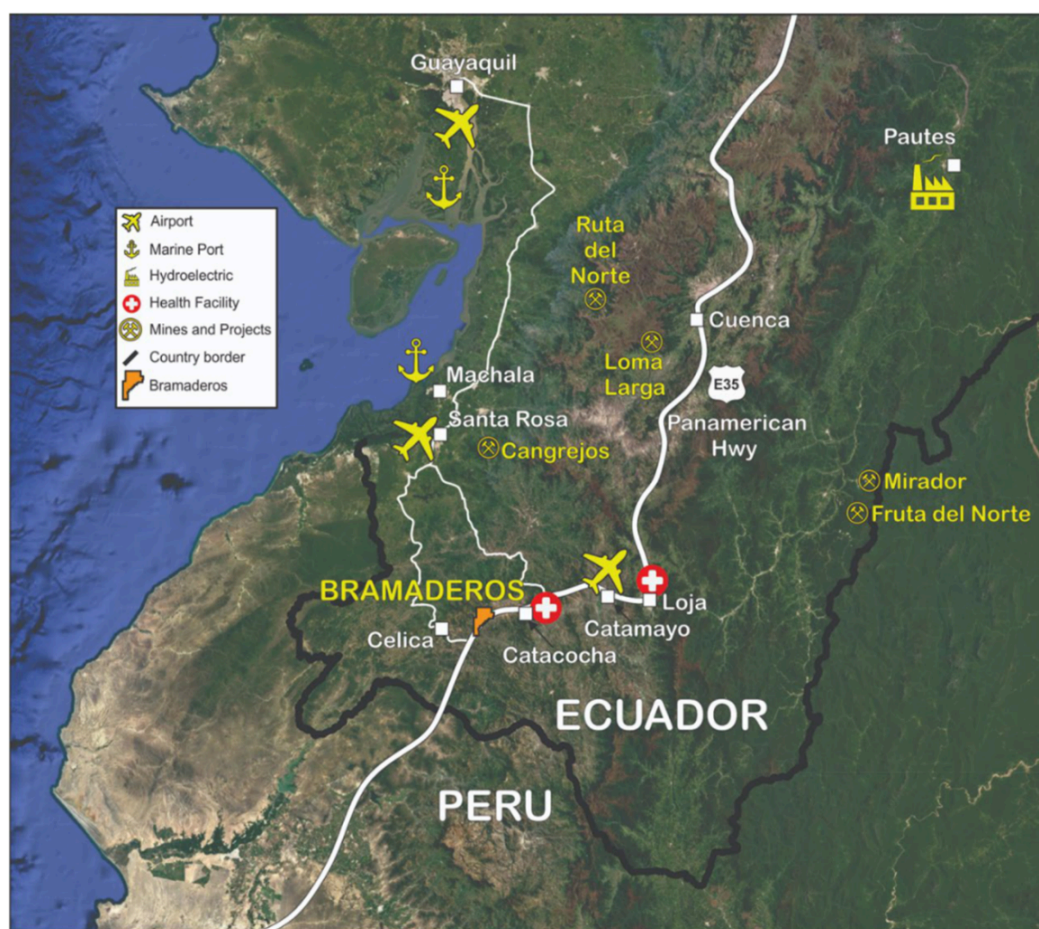 Guayaquil
Pautes
Airport
Marine Port
Hydroelectric
Health Facility
Mines and Projects
Country border
Bramaderos
Ruta
del
Norte
Cuenca
Loma
Larga
E35
Panamerican
Hwy
Machala
Santa Rosa
Cangrejos
Mirador
Fruta del Norte
BRAMADEROS
Loja
Catamayo
Celica
Catacocha
ECUADOR
PERU